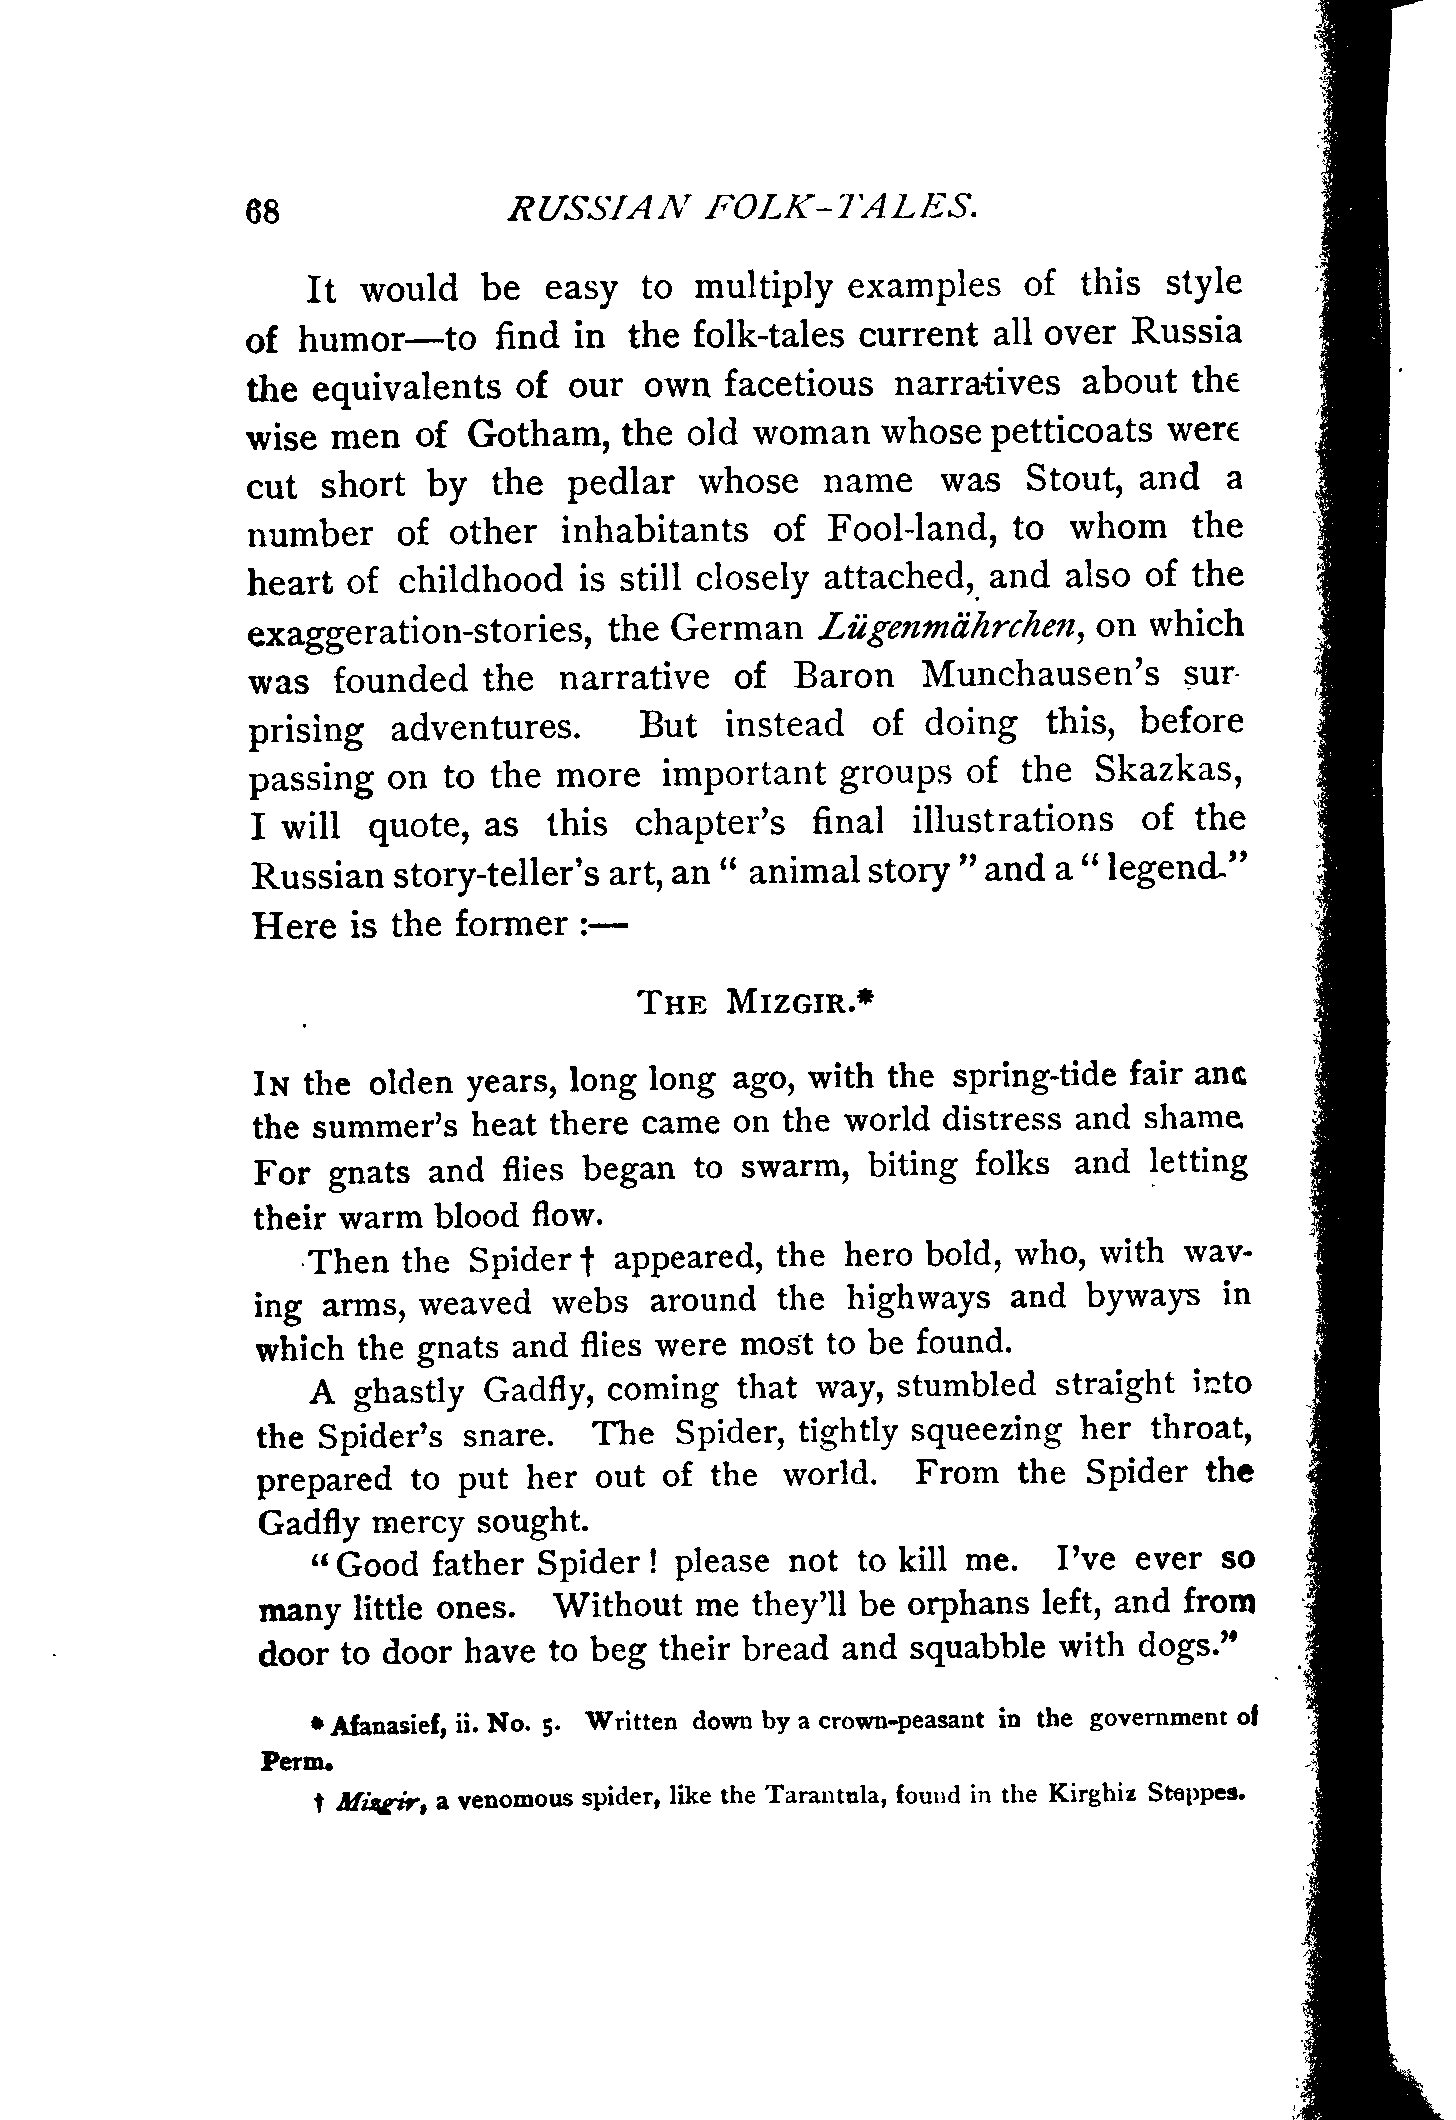 68 RUSSIAN FOLK-TALES.
It would be easy to multiply examples of this style
of humor—to find in the folk-tales current all over Russia
the equivalents of our own facetious narratives about the
wise men of Gotham, the old woman whose petticoats were
cut short by the pedlar whose name was Stout, and a
number of other inhabitants of Fool-land, to whom the
heart of childhood is still closely attached, and also of the
exaggeration-stories, the German Lügenmährchen, on which
was founded the narrative of Baron Munchausen's sur-
prising adventures. But instead of doing this, before
passing on to the more important groups of the Skazkas,
I will quote, as this chapter's final illustrations of the
Russian story-teller's art, an " animal story " and a " legend."
Here is the former :—
THE MIZGIR.*
IN the olden years, long long ago, with the spring-tide fair and
the summer's heat there came on the world distress and shame.
For gnats and flies began to swarm, biting folks and letting
their warm blood flow.
Then the Spider † appeared, the hero bold, who, with wav-
ing arms, weaved webs around the highways and byways in
which the gnats and flies were most to be found.
A ghastly Gadfly, coming that way, stumbled straight into
the Spider's snare. The Spider, tightly squeezing her throat,
prepared to put her out of the world. From the Spider the
Gadfly mercy sought.
"Good father Spider! please not to kill me. I've ever so
many little ones. Without me they'll be orphans left, and from
door to door have to beg their bread and squabble with dogs."
* Afanasief, ii. No. 5. Written down by a crown-peasant in the government of
Perm.
† Mizgir, a venomous spider, like the Tarantula, found in the Kirghiz Steppes.